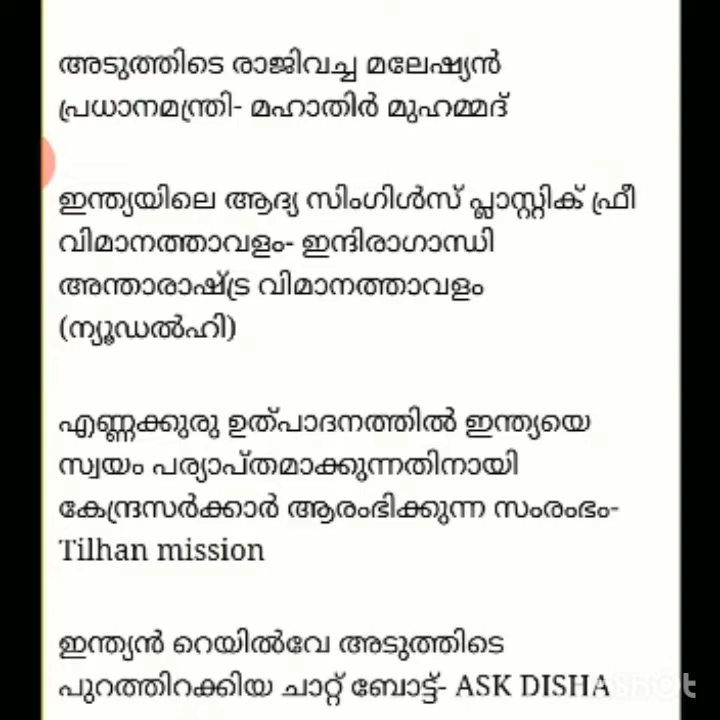 അടുത്തിടെ രാജിവച്ച മലേഷ്യൻ
പ്രധാനമന്ത്രി- മഹാതിർ മുഹമ്മദ്
ഇന്ത്യയിലെ ആദ്യ സിംഗിൾസ് പ്ലാസ്റ്റിക് ഫ്രീ
വിമാനത്താവളം- ഇന്ദിരാഗാന്ധി
അന്താരാഷ്ട്ര വിമാനത്താവളം
(ന്യൂഡൽഹി)
എണ്ണക്കുരു ഉത്പാദനത്തിൽ ഇന്ത്യയെ
സ്വയം പര്യാപ്തമാക്കുന്നതിനായി
കേന്ദ്രസർക്കാർ ആരംഭിക്കുന്ന സംരംഭം-
Tilhan mission
ഇന്ത്യൻ റെയിൽവേ അടുത്തിടെ
പുറത്തിറക്കിയ ചാറ്റ് ബോട്ട്- ASK DISHA